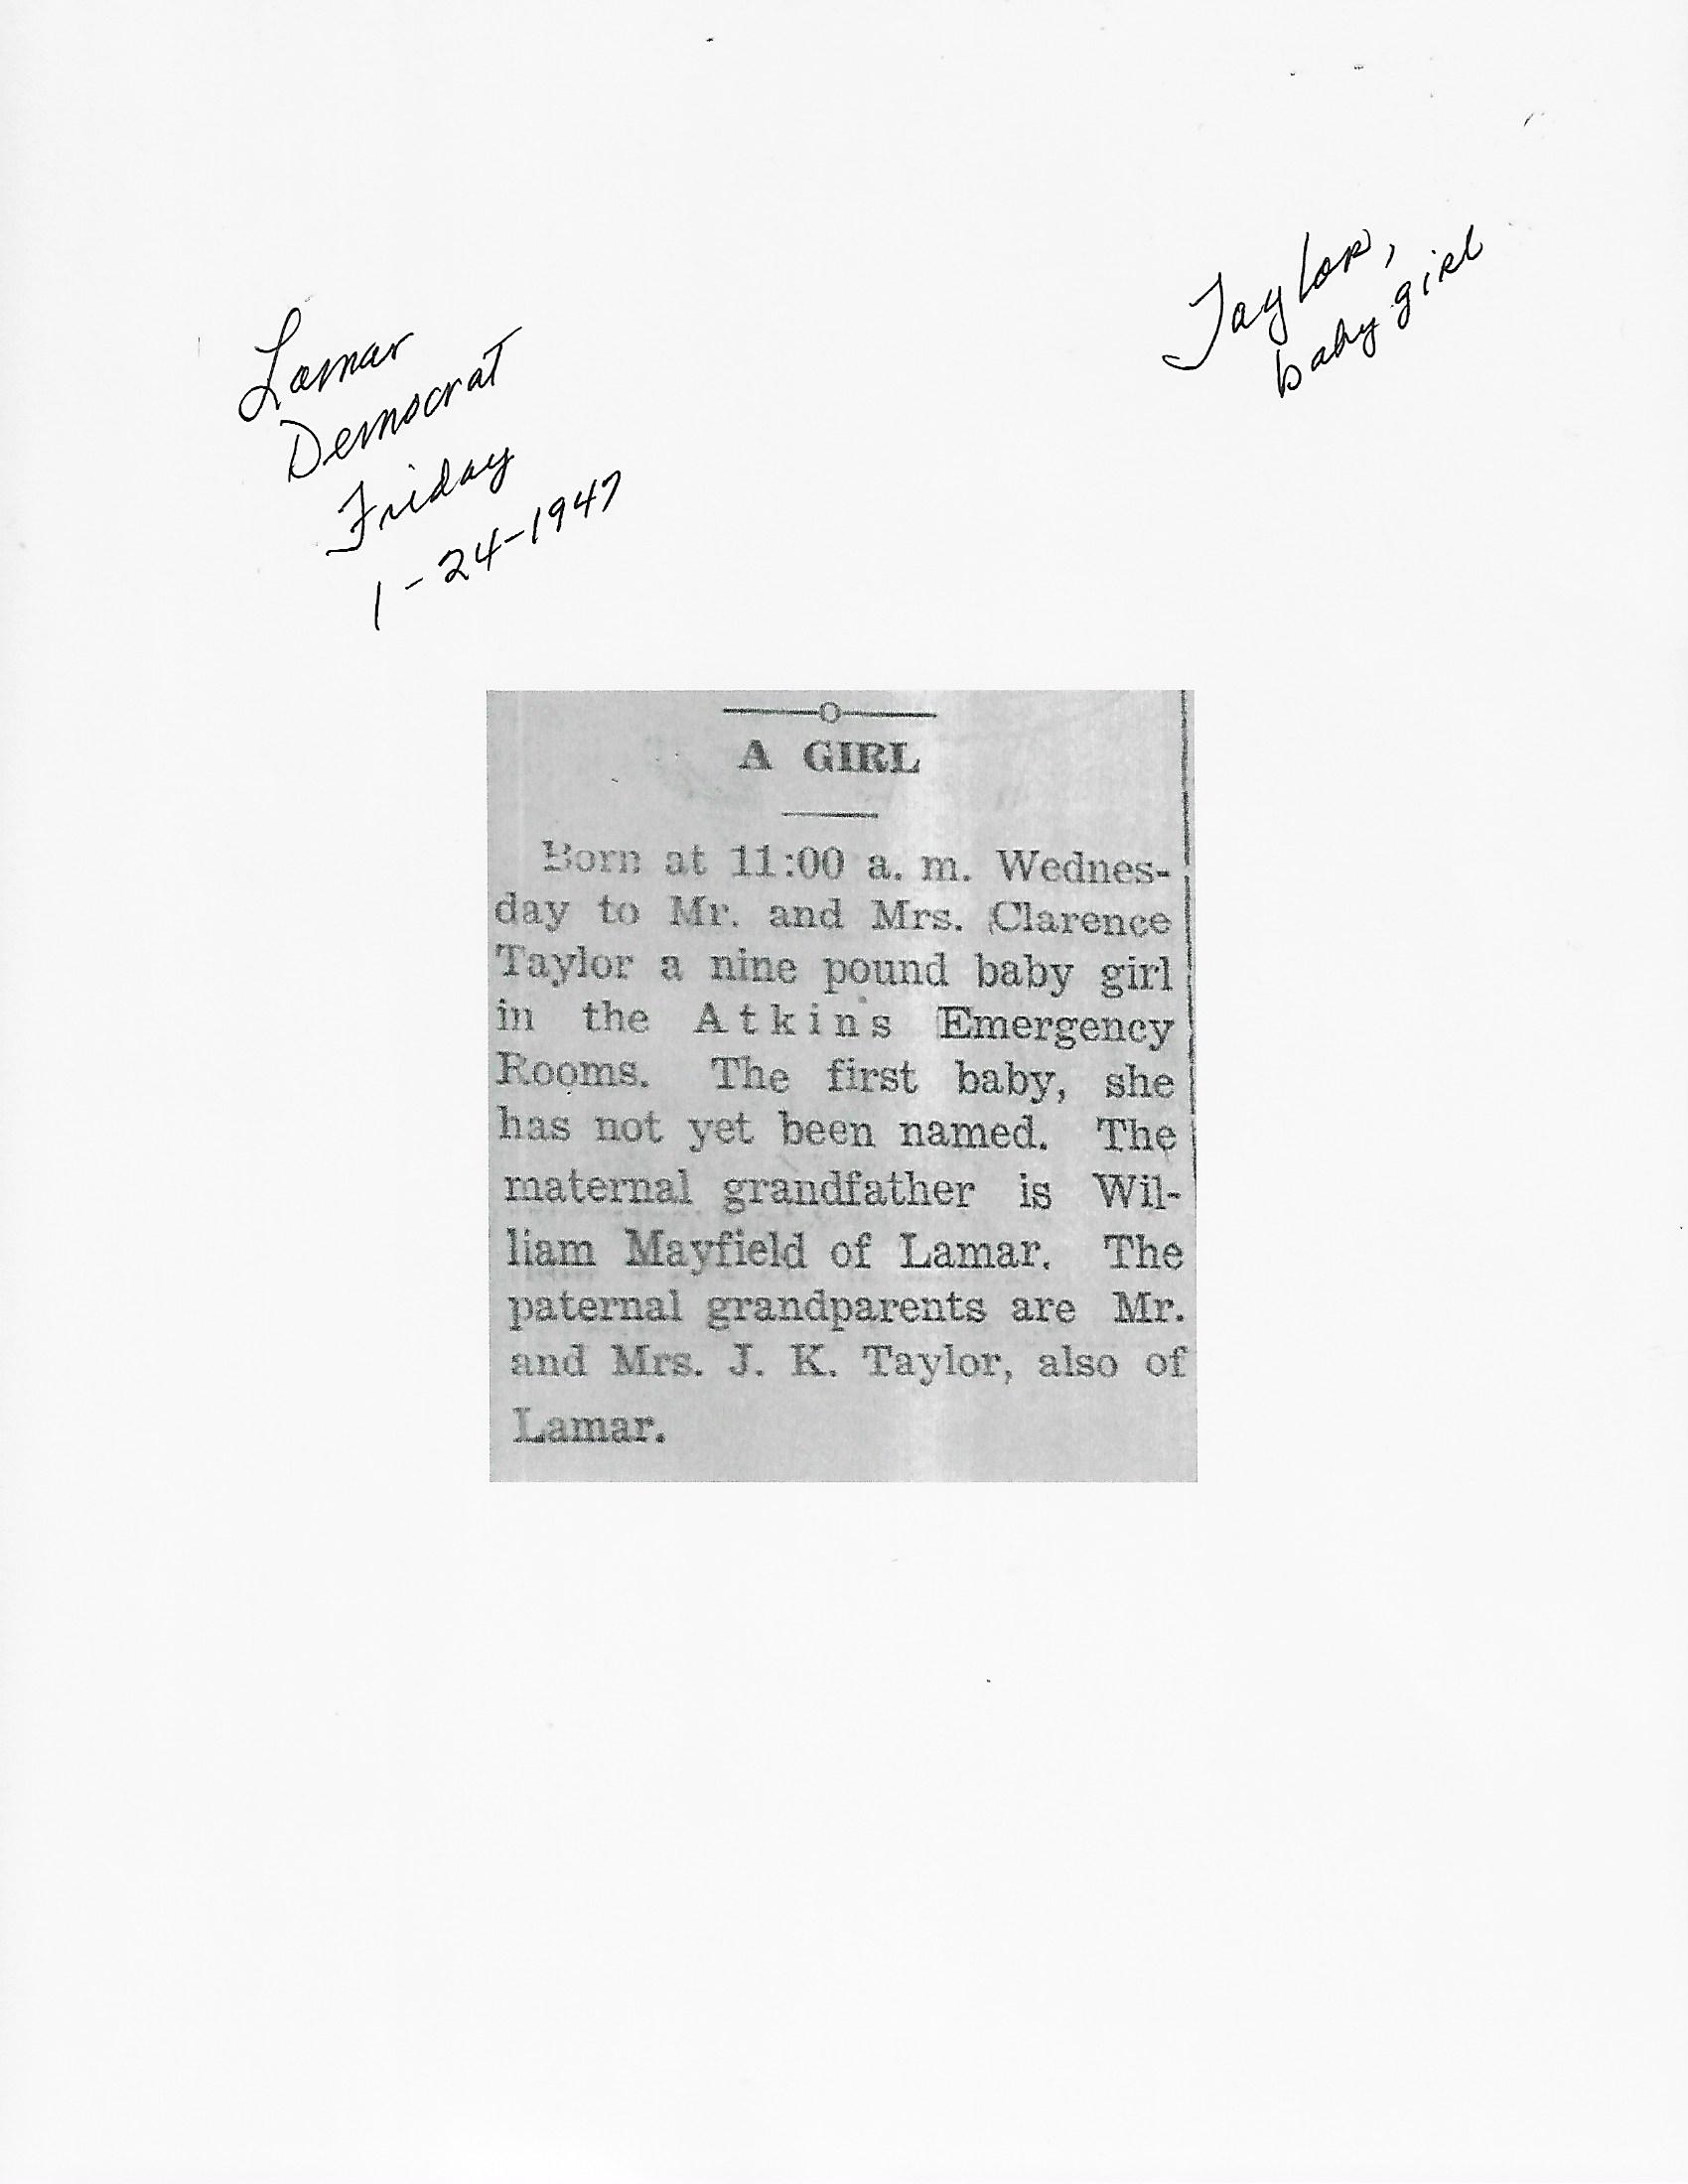 Lamar
Democrat
Friday
1-24-1947
Taylor,
baby girl
A GIRL
Born at 11:00 a. m. Wednes-
day to Mr. and Mrs. Clarence
Taylor a nine pound baby girl
in the Atkins Emergency
Rooms. The first baby, she
has not yet been named. The
maternal grandfather is Wil-
liam Mayfield of Lamar. The
paternal grandparents are Mr.
and Mrs. J. K. Taylor, also of
Lamar.